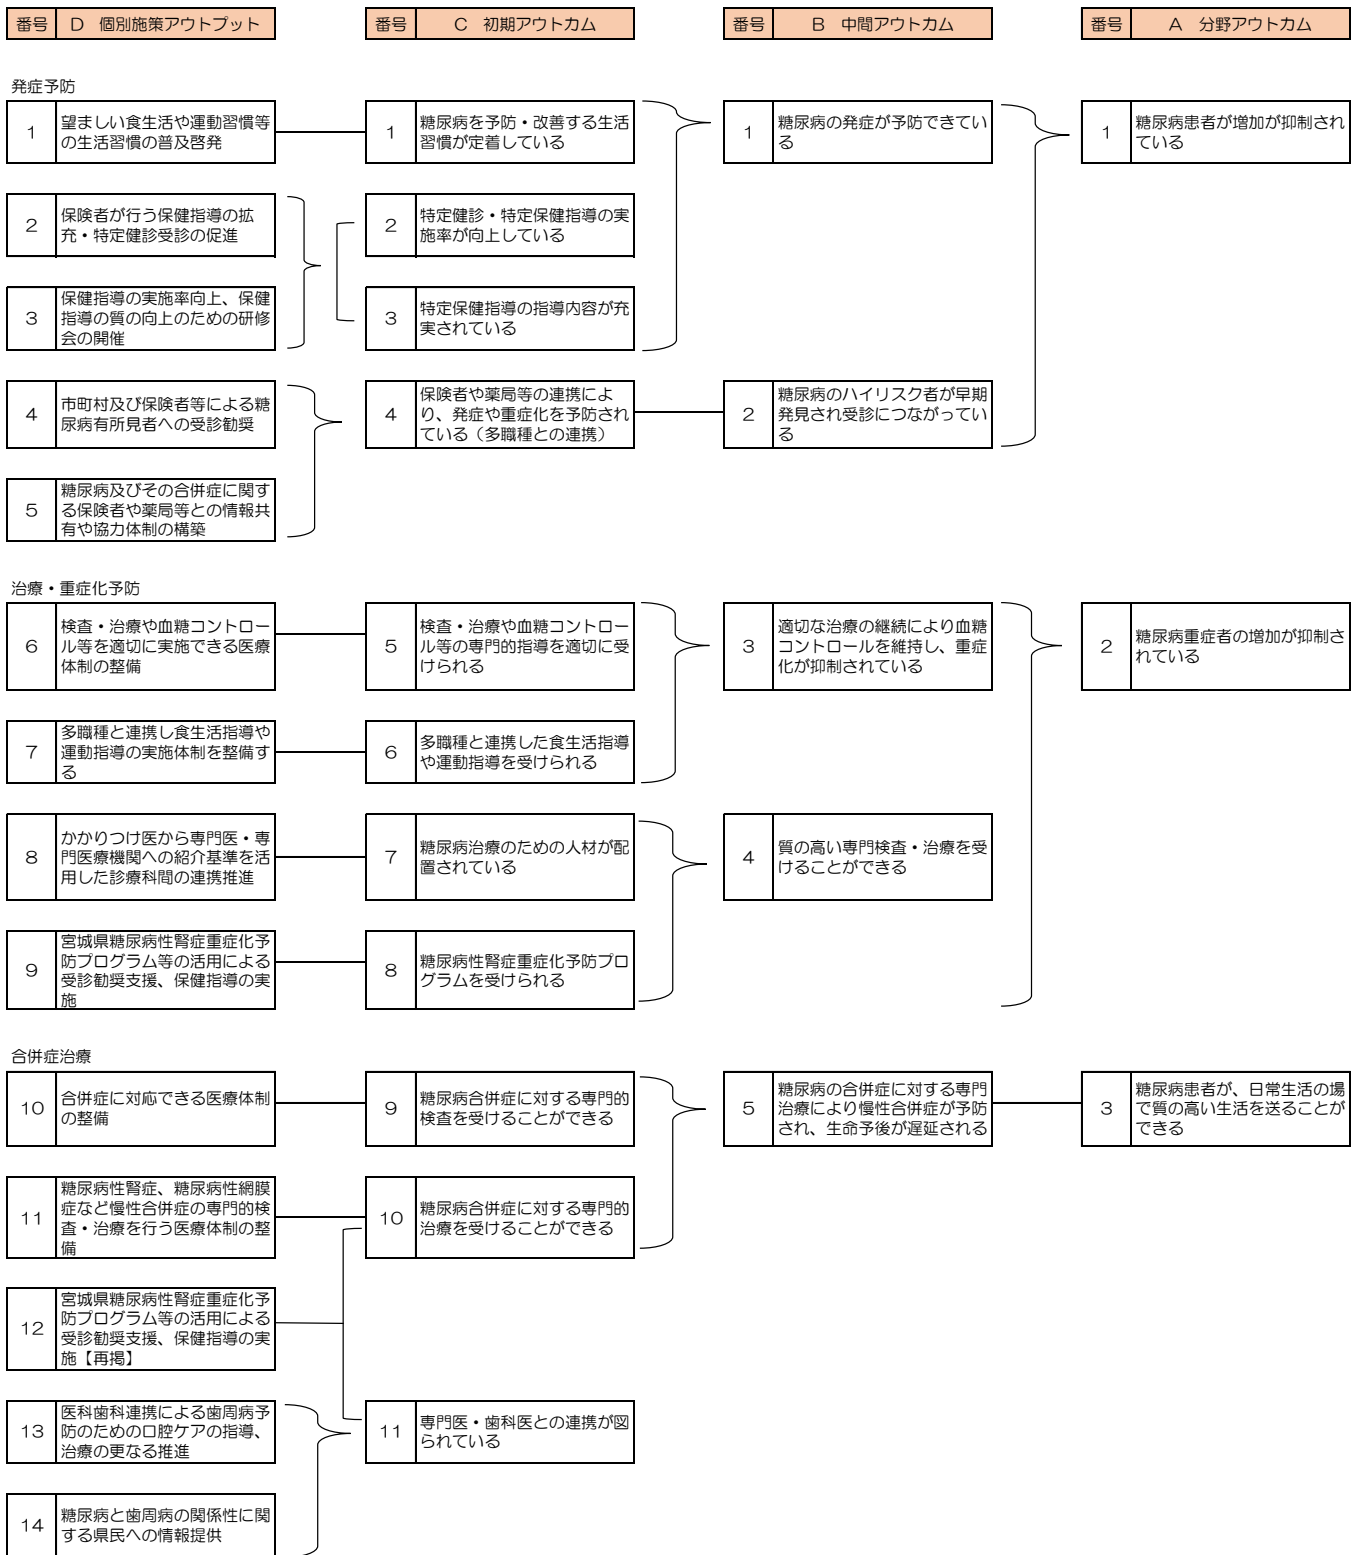 番号 D 個別施策アウトプット 番号 C 初期アウトカム 番号 B 中間アウトカム 番号 A 分野アウトカム
発症予防
1
望ましい食生活や運動習慣等
の生活習慣の普及啓発
1
糖尿病を予防・改善する生活
習慣が定着している
1
糖尿病の発症が予防できてい
る
1
糖尿病患者が増加が抑制され
ている
2
保険者が行う保健指導の拡
充・特定健診受診の促進
2
特定健診・特定保健指導の実
施率が向上している
3
保健指導の実施率向上、保健
指導の質の向上のための研修
会の開催
3
特定保健指導の指導内容が充
実されている
4
市町村及び保険者等による糖
尿病有所見者への受診勧奨
4
保険者や薬局等の連携によ
り、発症や重症化を予防され
ている（多職種との連携）
2
糖尿病のハイリスク者が早期
発見され受診につながってい
る
5
糖尿病及びその合併症に関す
る保険者や薬局等との情報共
有や協力体制の構築
治療・重症化予防
6
検査・治療や血糖コントロー
ル等を適切に実施できる医療
体制の整備
5
検査・治療や血糖コントロー
ル等の専門的指導を適切に受
けられる
3
適切な治療の継続により血糖
コントロールを維持し、重症
化が抑制されている
2
糖尿病重症者の増加が抑制さ
れている
7
多職種と連携し食生活指導や
運動指導の実施体制を整備す
る
6
多職種と連携した食生活指導
や運動指導を受けられる
8
かかりつけ医から専門医・専
門医療機関への紹介基準を活
用した診療科間の連携推進
7
糖尿病治療のための人材が配
置されている
4
質の高い専門検査・治療を受
けることができる
9
宮城県糖尿病性腎症重症化予
防プログラム等の活用による
受診勧奨支援、保健指導の実
施
8
糖尿病性腎症重症化予防プロ
グラムを受けられる
合併症治療
10
合併症に対応できる医療体制
の整備
9
糖尿病合併症に対する専門的
検査を受けることができる
5
糖尿病の合併症に対する専門
治療により慢性合併症が予防
され、生命予後が遅延される
3
糖尿病患者が、日常生活の場
で質の高い生活を送ることが
できる
11
糖尿病性腎症、糖尿病性網膜
症など慢性合併症の専門的検
査・治療を行う医療体制の整
備
10
糖尿病合併症に対する専門的
治療を受けることができる
12
宮城県糖尿病性腎症重症化予
防プログラム等の活用による
受診勧奨支援、保健指導の実
施【再掲】
13
医科歯科連携による歯周病予
防のための口腔ケアの指導、
治療の更なる推進
11
専門医・歯科医との連携が図
られている
14
糖尿病と歯周病の関係性に関
する県民への情報提供